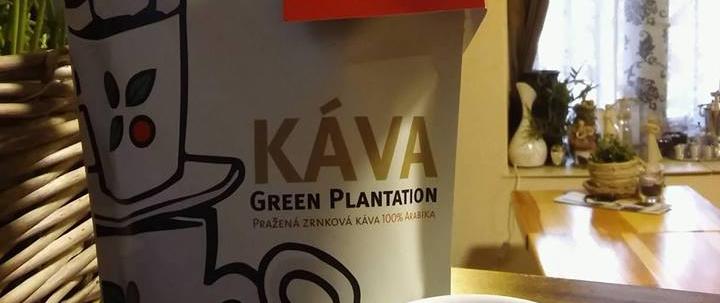 KÁVA
GREEN PLANTATION
PRAŽENÁ ZRNKOVÁ KÁVA 100% ARABIKA